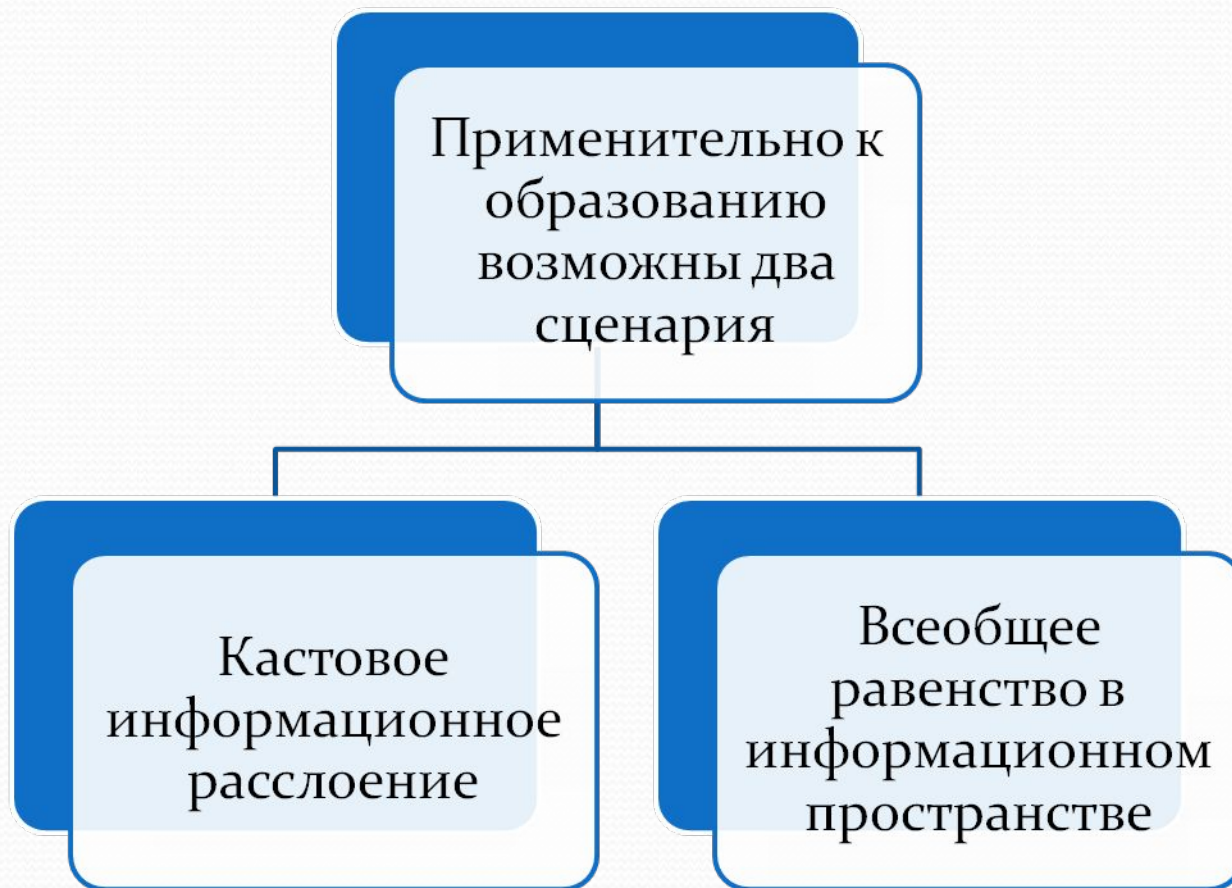 Применительно к
образованию
возможны два
сценария
Кастовое
информационное
расслоение
Всеобщее
равенство в
информационном
пространстве